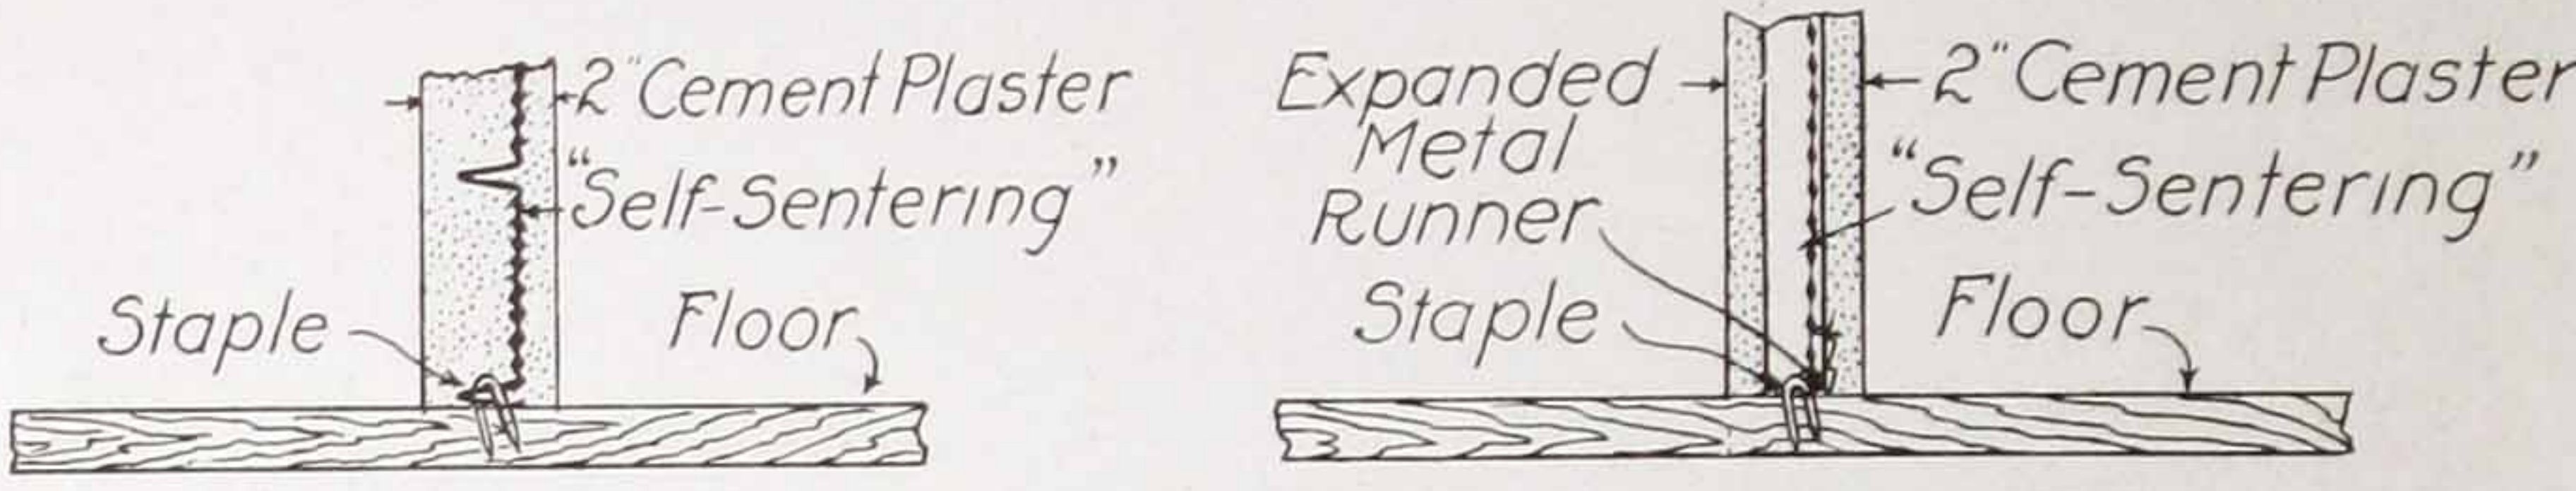 2" Cement Plaster
"Self-Sentering"
Staple
Floor
Expanded
Metal
Runner
Staple
2" Cement Plaster
"Self-Sentering"
Floor